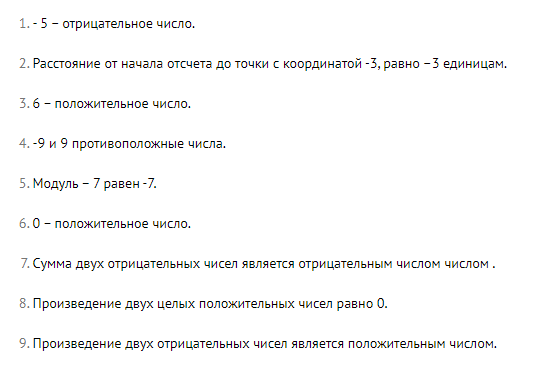 1. - 5 – отрицательное число.
2. Расстояние от начала отсчета до точки с координатой -3, равно –3 единицам.
3. 6 – положительное число.
4. -9 и 9 противоположные числа.
5. Модуль – 7 равен -7.
6. 0 – положительное число.
7. Сумма двух отрицательных чисел является отрицательным числом числом .
8. Произведение двух целых положительных чисел равно 0.
9. Произведение двух отрицательных чисел является положительным числом.